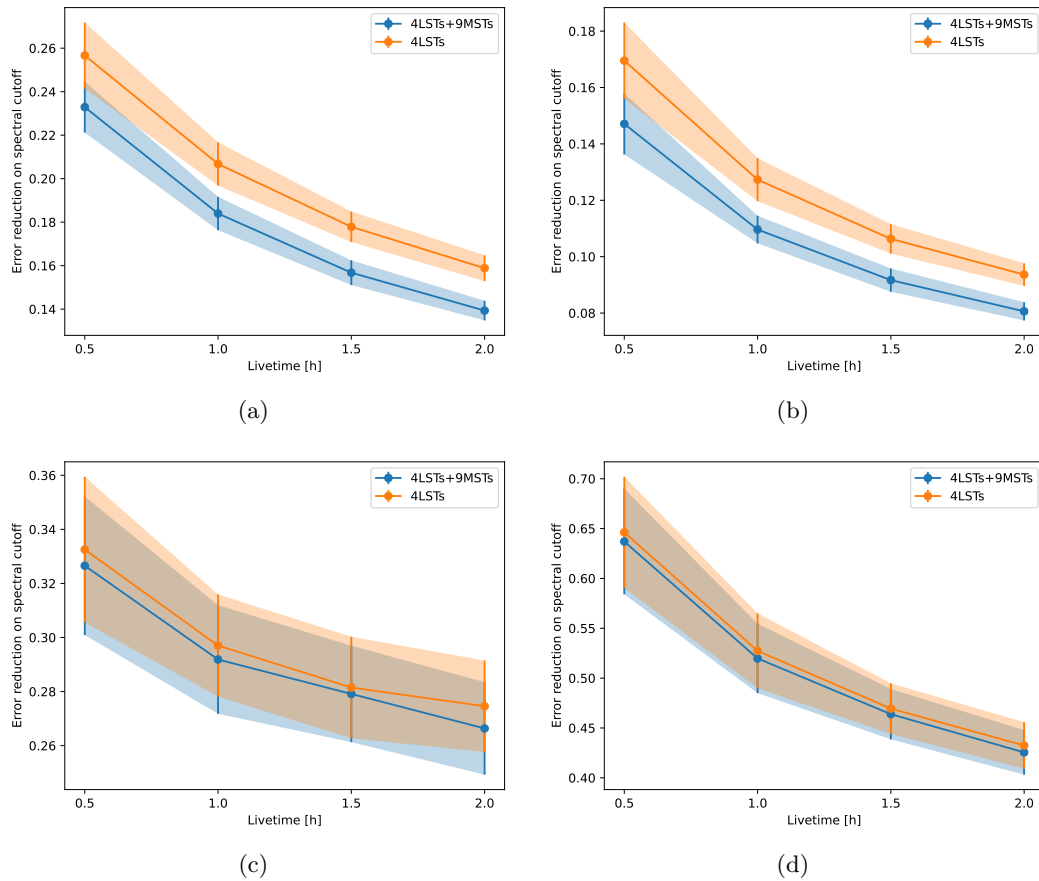 4LSTs+9MSTs
4LSTs
Error reduction on spectral cutoff
0.26
0.24
0.22
0.20
0.18
0.16
0.14
0.5
1.0
1.5
2.0
Livetime [h]
(a)
4LSTs+9MSTs
4LSTs
Error reduction on spectral cutoff
0.18
0.16
0.14
0.12
0.10
0.08
0.5
1.0
1.5
2.0
Livetime [h]
(b)
4LSTs+9MSTs
4LSTs
Error reduction on spectral cutoff
0.36
0.34
0.32
0.30
0.28
0.26
0.5
1.0
1.5
2.0
Livetime [h]
(c)
4LSTs+9MSTs
4LSTs
Error reduction on spectral cutoff
0.70
0.65
0.60
0.55
0.50
0.45
0.40
0.5
1.0
1.5
2.0
Livetime [h]
(d)